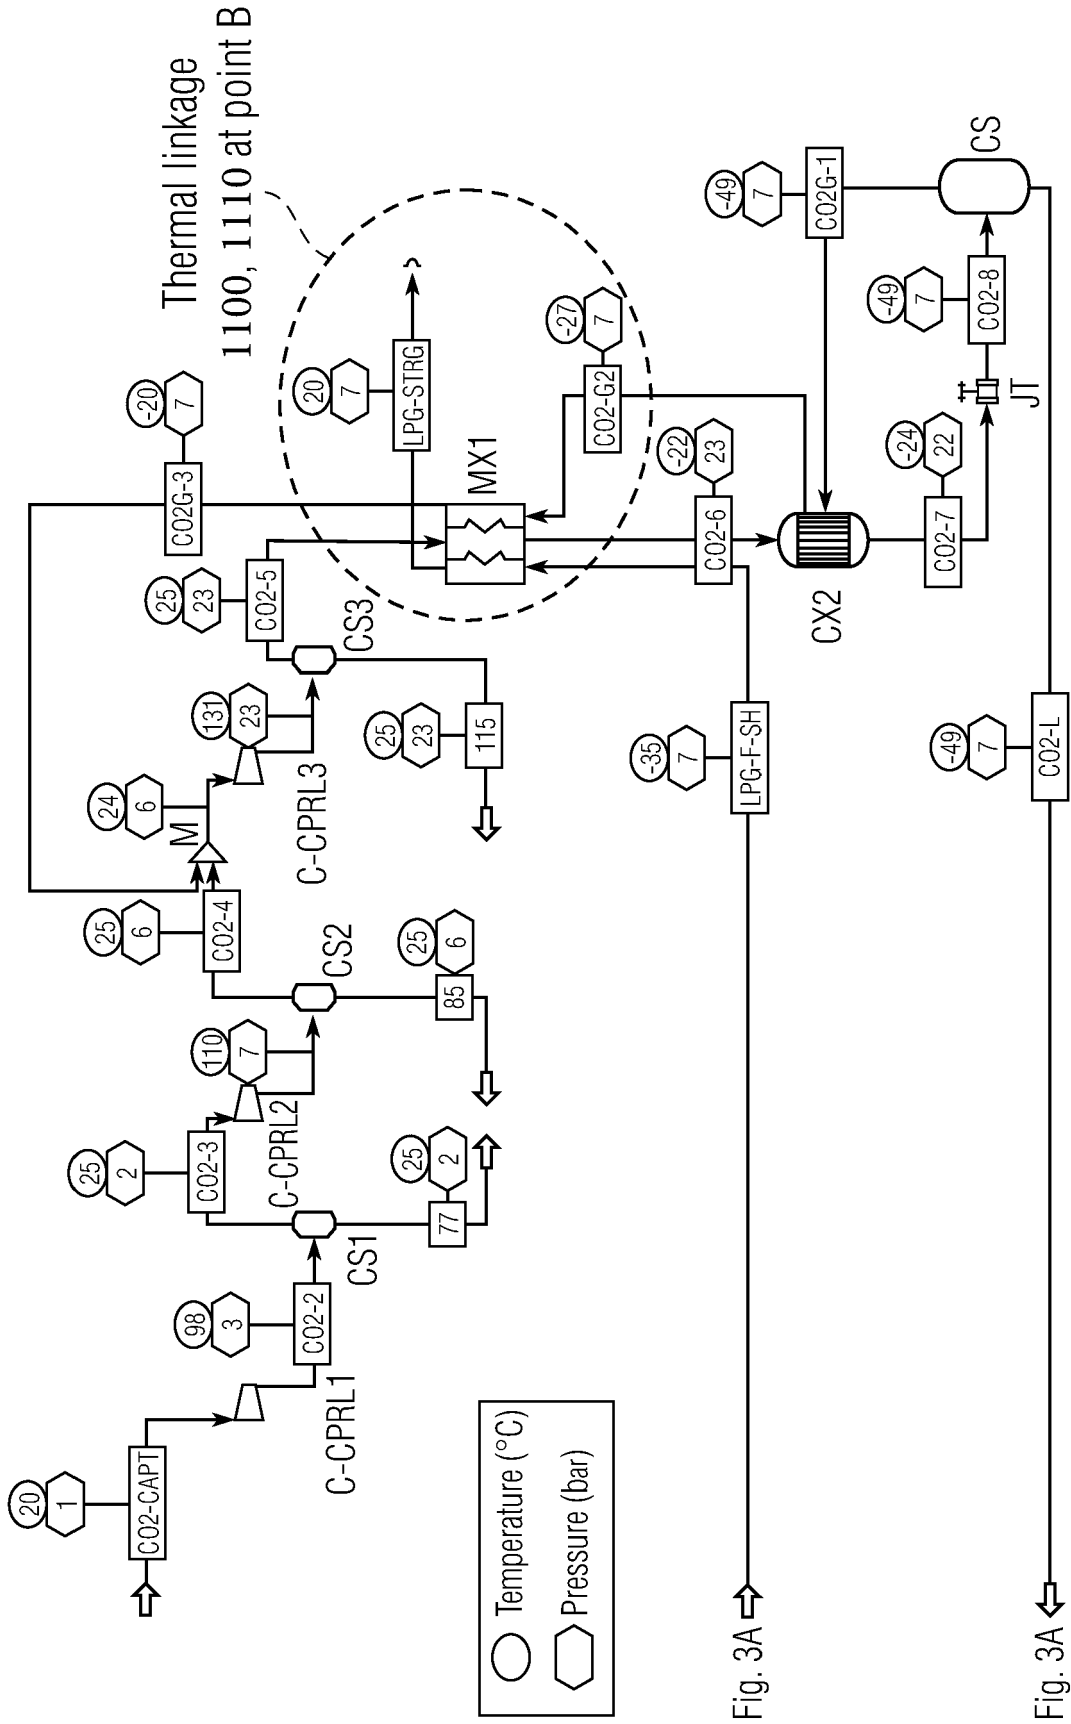 Thermal linkage
1100, 1110 at point B
20
1
CO2-CAPT
C-CPRL1
98
3
CO2-2
CS1
25
2
CO2-3
C-CPRL2
25
2
77
110
7
CS2
25
6
CO2-4
25
6
85
M
24
6
C-CPRL3
131
23
CS3
25
23
115
25
23
CO2-5
-20
7
CO2G-3
MX1
20
7
LPG-STRG
-27
7
CO2-G2
-22
23
CO2-6
-35
7
LPG-F-SH
CX2
-24
22
CO2-7
JT
-49
7
CO2-8
-49
7
CO2G-1
CS
-49
7
CO2-L
Temperature (°C)
Pressure (bar)
Fig. 3A
Fig. 3A